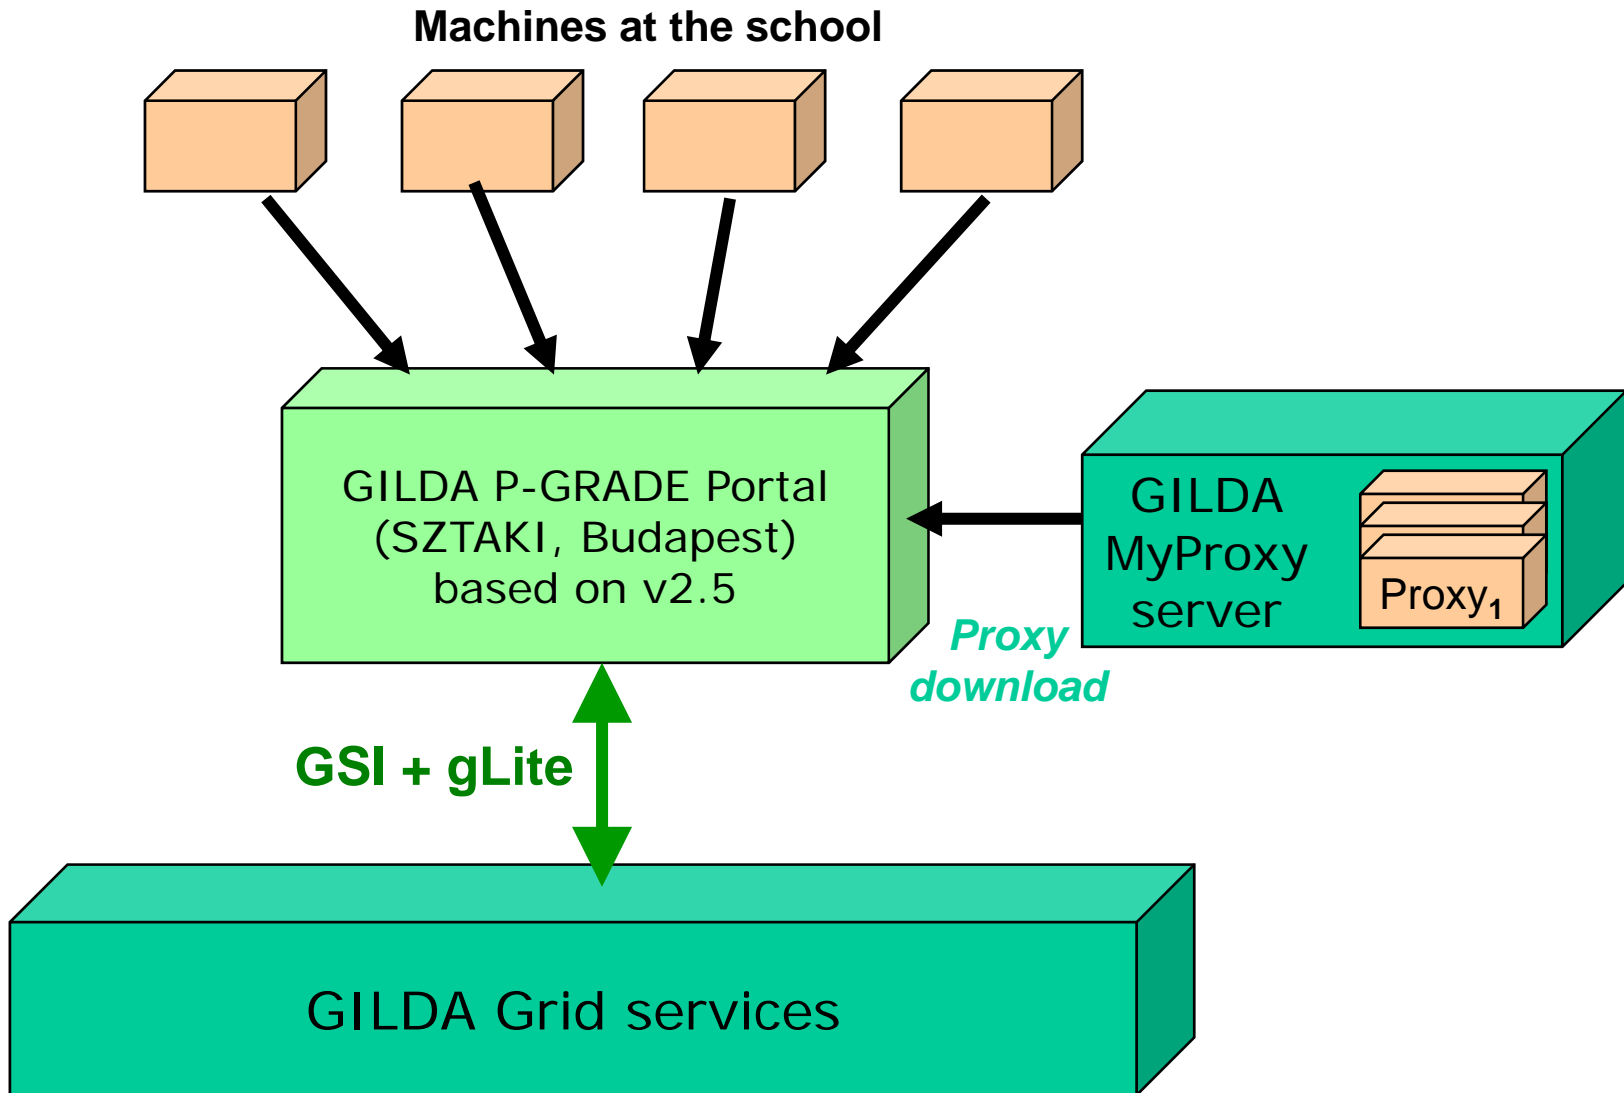 Machines at the school
GILDA P-GRADE Portal
(SZTAKI, Budapest)
based on v2.5
GILDA
MyProxy
server
Proxy₁
Proxy
download
GSI + gLite
GILDA Grid services